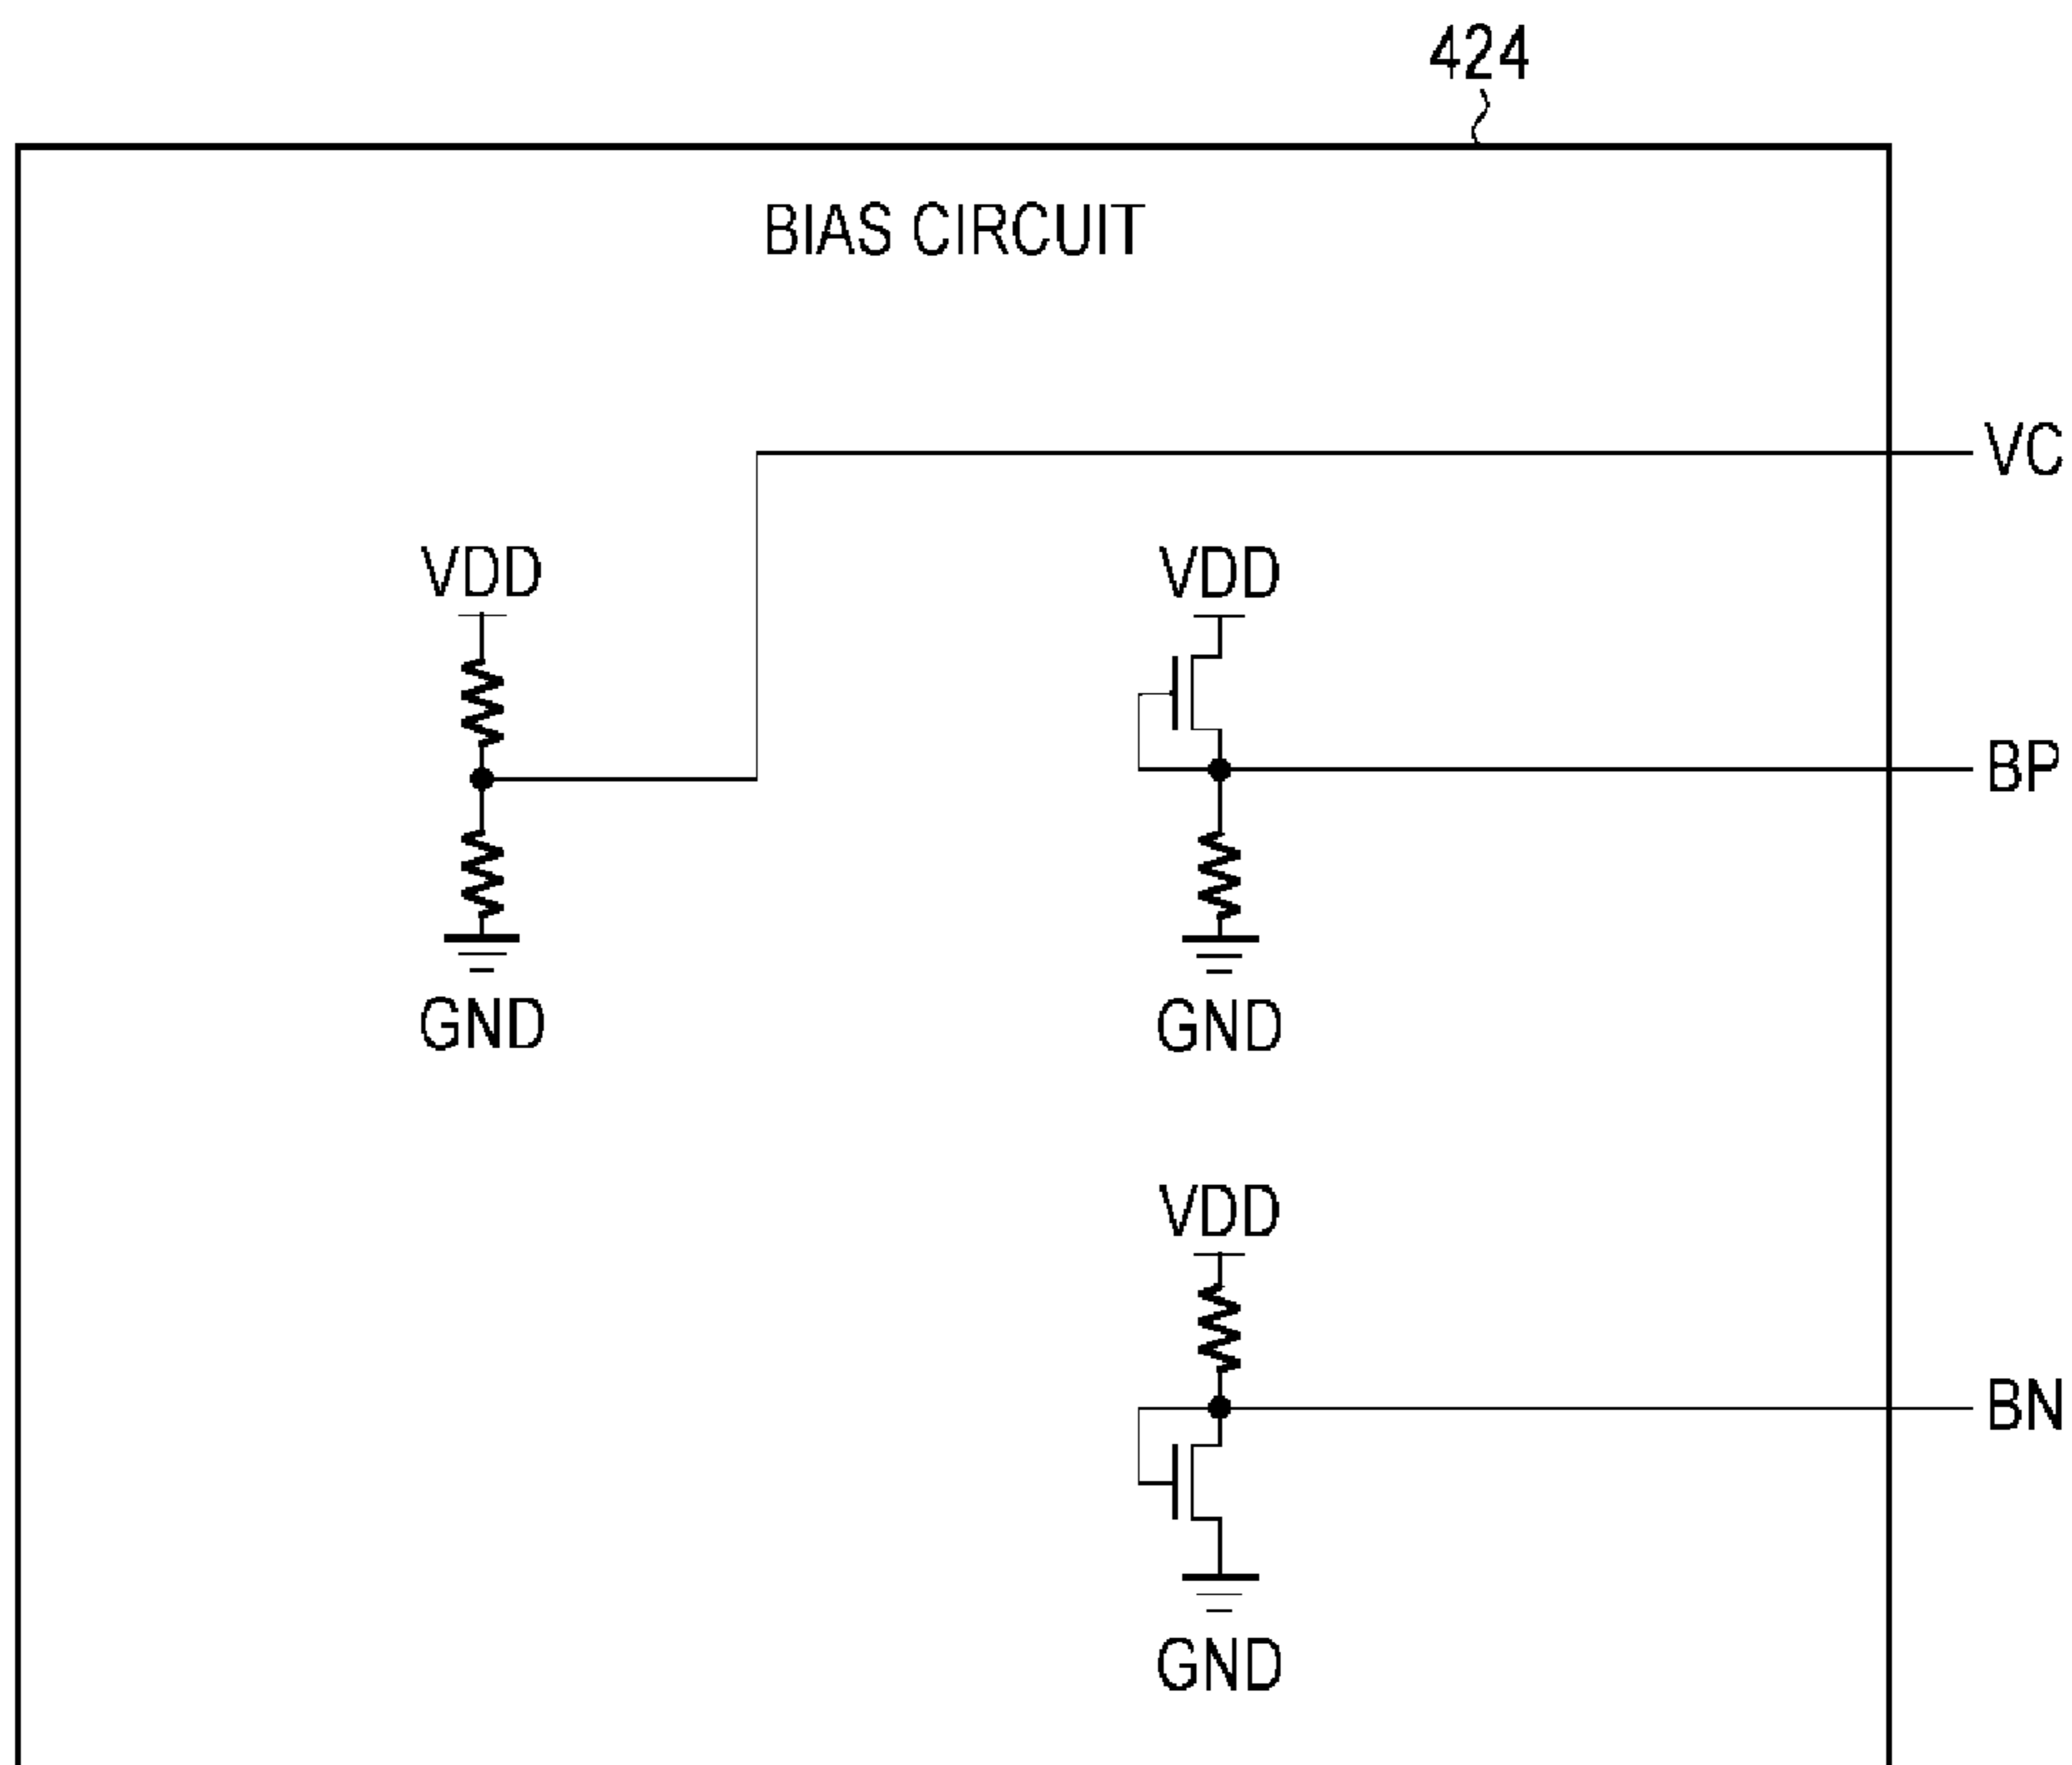 424
BIAS CIRCUIT
VC
VDD
VDD
BP
GND
GND
VDD
BN
GND